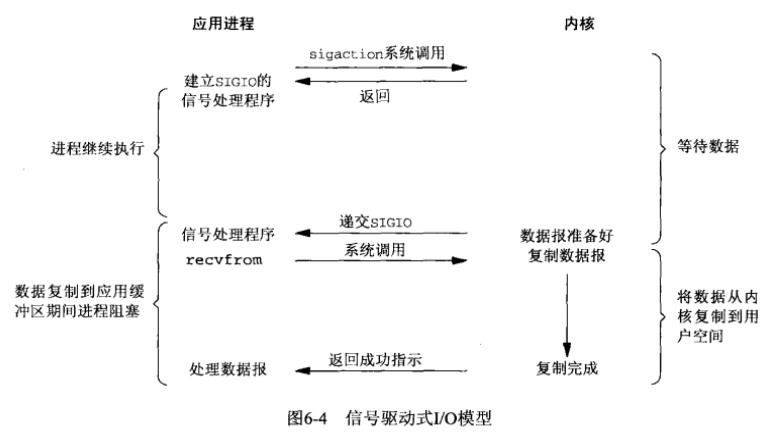 应用进程
内核
sigaction系统调用
建立SIGIO的
信号处理程序
返回
进程继续执行
等待数据
递交SIGIO
信号处理程序
数据报准备好
系统调用
recvfrom
复制数据报
数据复制到应用缓
冲区期间进程阻塞
将数据从内
核复制到用
户空间
返回成功指示
处理数据报
复制完成
图6-4 信号驱动式I/O模型